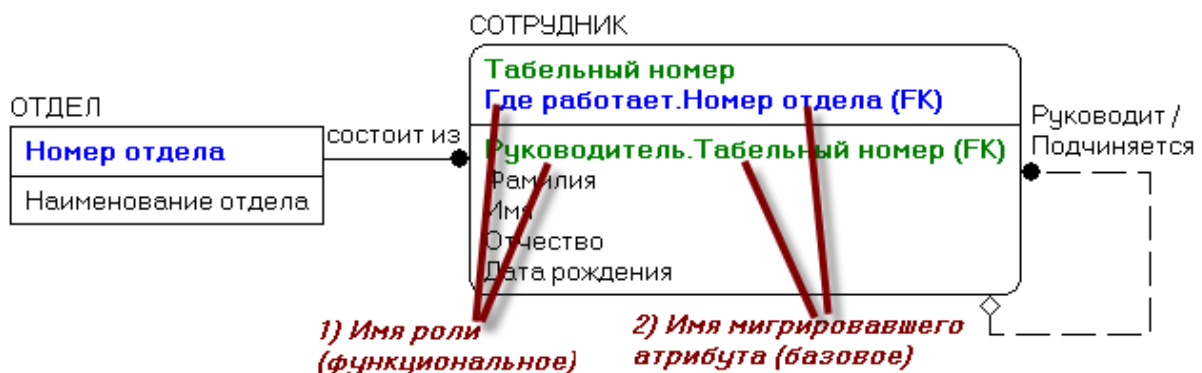 СОТРУДНИК
Табельный номер
Где работает.Номер отдела (FK)
ОТДЕЛ
Номер отдела
Наименование отдела
состоит из
Руководитель.Табельный номер (FK)
Фамилия
Имя
Отчество
Дата рождения
Руководит /
Подчиняется
1) Имя роли
(функциональное)
2) Имя мигрировавшего
атрибута (базовое)